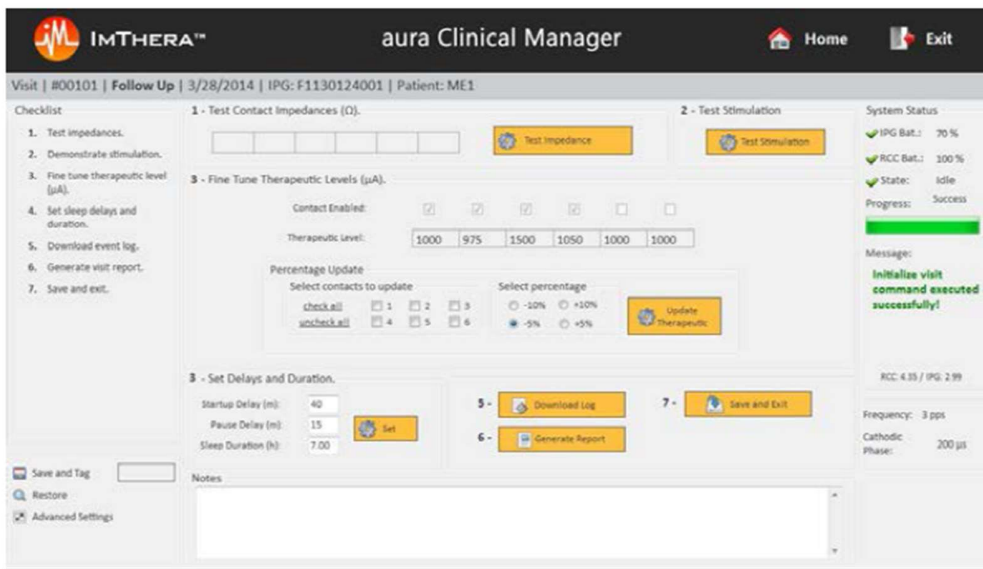 IMTHERA™
aura Clinical Manager
Home
Exit
Visit | #00101 | Follow Up | 3/28/2014 | IPG: F1130124001 | Patient: ME1
Checklist
1. Test impedances.
2. Demonstrate stimulation.
3. Fine tune therapeutic level
(µA).
4. Set sleep delays and
duration.
5. Download event log.
6. Generate visit report.
7. Save and exit.
Save and Tag
Restore
Advanced Settings
1 - Test Contact Impedances (Ω).
Test Impedance
2 - Test Stimulation
Test Stimulation
3 - Fine Tune Therapeutic Levels (µA).
Contact Enabled:
Therapeutic Level: 1000 975 1500 1050 1000 1000
Percentage Update
Select contacts to update
check all 1 2 3
uncheck all 4 5 6
Select percentage
-10% +10%
-5% +5%
Update
Therapeutic
3 - Set Delays and Duration.
Startup Delay (m): 40
Pause Delay (m): 15
Sleep Duration (h): 7.00
Set
5 - Download Log
6 - Generate Report
7 - Save and Exit
Notes
System Status
IPG Bat.: 70 %
RCC Bat.: 100 %
State: Idle
Progress: Success
Message:
Initialize visit
command executed
successfully!
RCC: 4.35 / IPG: 2.99
Frequency: 3 pps
Cathodic
Phase: 200 µs